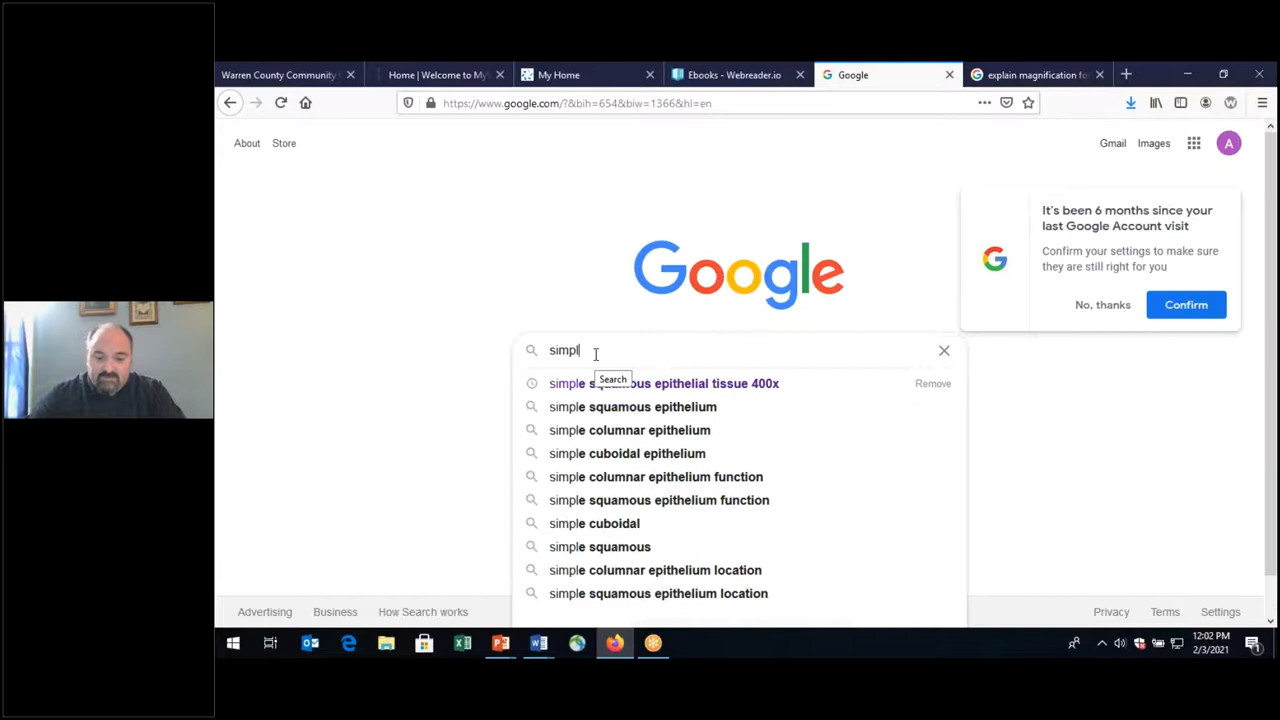 Warren County Community
Home | Welcome to My
My Home
Ebooks - Webreader.io
Google
explain magnification fo
https://www.google.com/?&bih=654&biw=1366&hl=en
About
Store
Gmail
Images
A
It's been 6 months since your
last Google Account visit
Confirm your settings to make sure
they are still right for you
No, thanks
Confirm
Google
simpl
Search
simple squamous epithelial tissue 400x
Remove
simple squamous epithelium
simple columnar epithelium
simple cuboidal epithelium
simple columnar epithelium function
simple squamous epithelium function
simple cuboidal
simple squamous
simple columnar epithelium location
simple squamous epithelium location
Advertising
Business
How Search works
Privacy
Terms
Settings
12:02 PM
2/3/2021